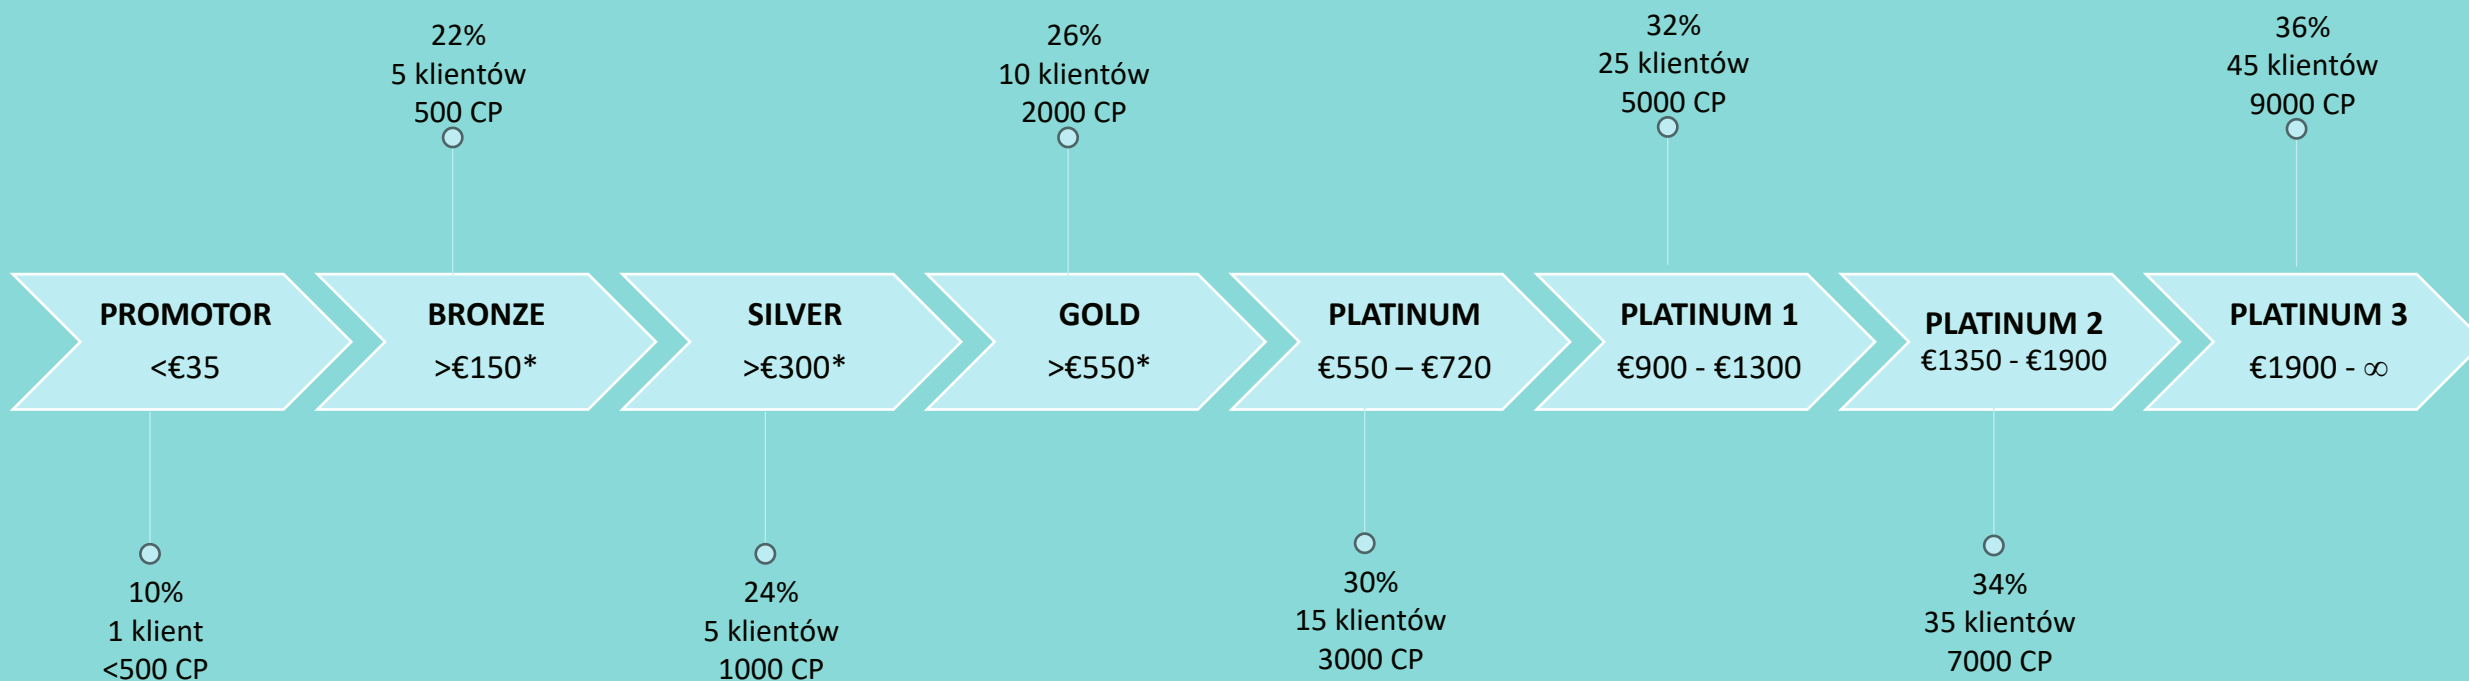 22%
5 klientów
500 CP
26%
10 klientów
2000 CP
32%
25 klientów
5000 CP
36%
45 klientów
9000 CP
PROMOTOR
<€35
BRONZE
>€150*
SILVER
>€300*
GOLD
>€550*
PLATINUM
€550 – €720
PLATINUM 1
€900 - €1300
PLATINUM 2
€1350 - €1900
PLATINUM 3
€1900 - ∞
10%
1 klient
<500 CP
24%
5 klientów
1000 CP
30%
15 klientów
3000 CP
34%
35 klientów
7000 CP